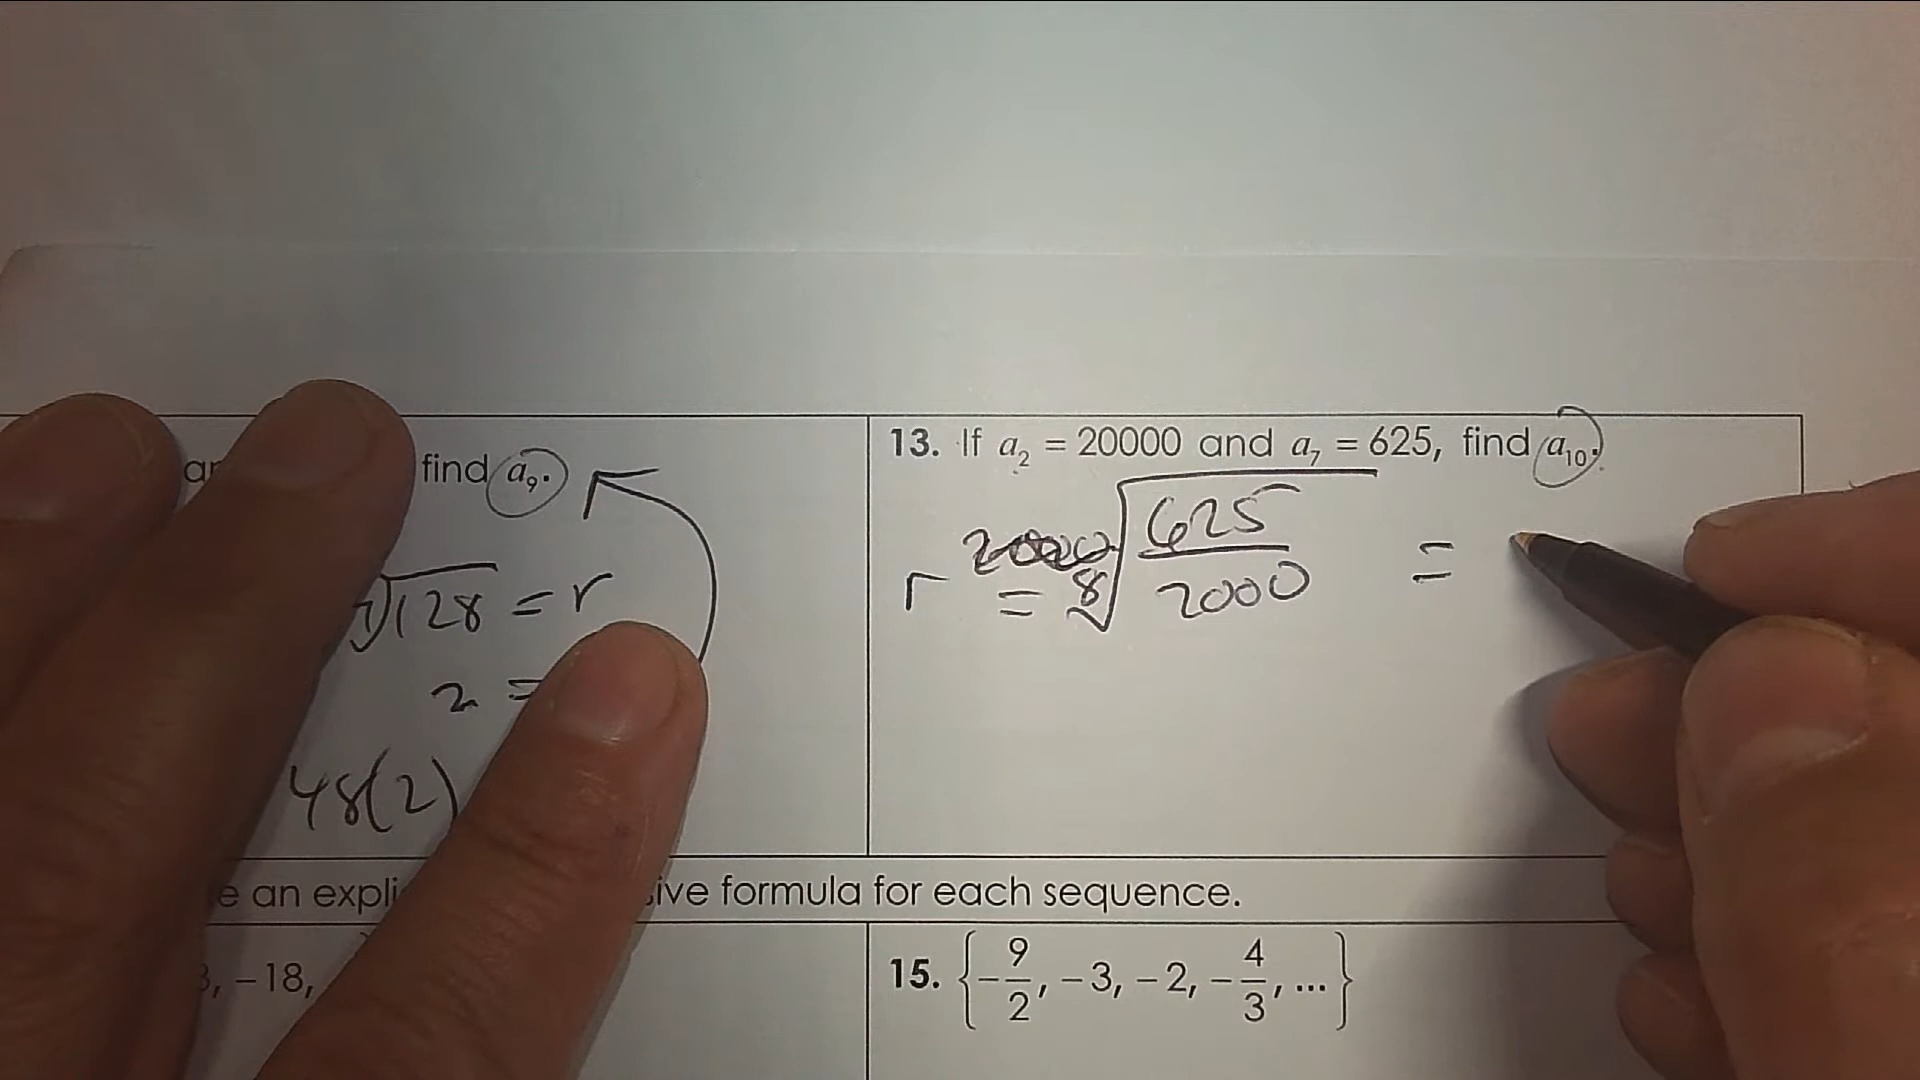 find a₉.
√128 = r
2 =
48(2)
13. If a₂ = 20000 and a₇ = 625, find a₁₀.
r = ⁸√(625/2000) =
e an expli ive formula for each sequence.
, −18,
15. {−9/2, −3, −2, −4/3, ...}